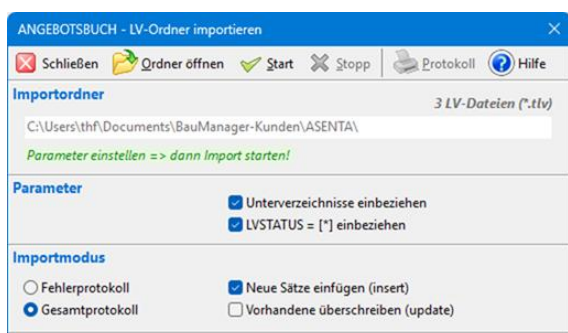 ANGEBOTSBUCH - LV-Ordner importieren
Schließen Ordner öffnen Start Stopp Protokoll Hilfe
Importordner
3 LV-Dateien (*.tlv)
C:\Users\thf\Documents\BauManager-Kunden\ASENTA\
Parameter einstellen => dann Import starten!
Parameter
Unterverzeichnisse einbeziehen
LVSTATUS = [*] einbeziehen
Importmodus
Fehlerprotokoll Neue Sätze einfügen (insert)
Gesamtprotokoll Vorhandene überschreiben (update)